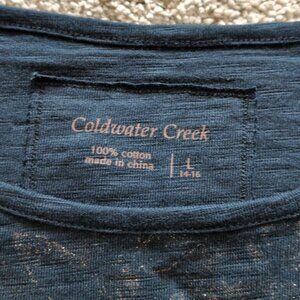 Coldwater Creek
100% cotton
made in china
L
14-16